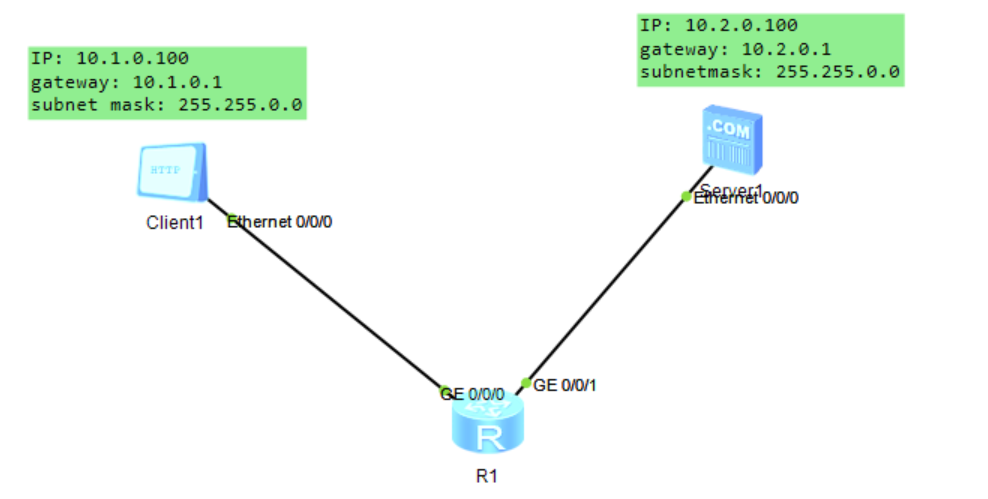 IP: 10.1.0.100
gateway: 10.1.0.1
subnet mask: 255.255.0.0
IP: 10.2.0.100
gateway: 10.2.0.1
subnetmask: 255.255.0.0
HTTP
Client1
Ethernet 0/0/0
.COM
Server1
Ethernet 0/0/0
GE 0/0/0
GE 0/0/1
R
R1